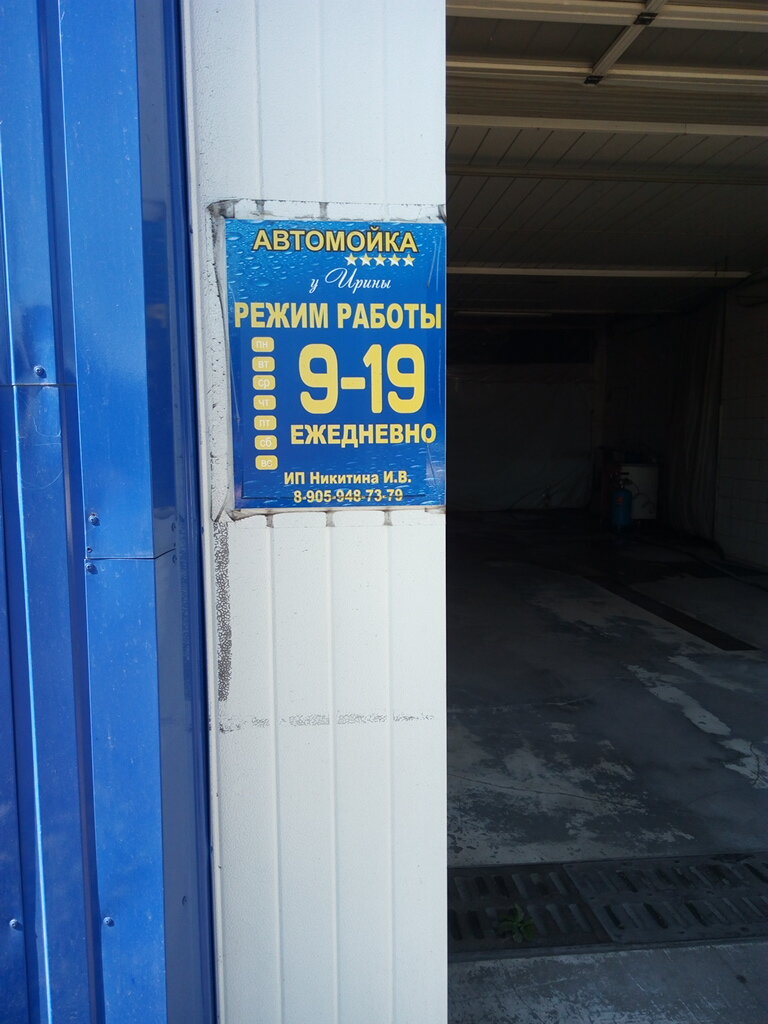 АВТОМОЙКА
у Ирины
РЕЖИМ РАБОТЫ
пн
вт
ср
чт
пт
сб
вс
9-19
ЕЖЕДНЕВНО
ИП Никитина И.В.
8-905-948-73-79